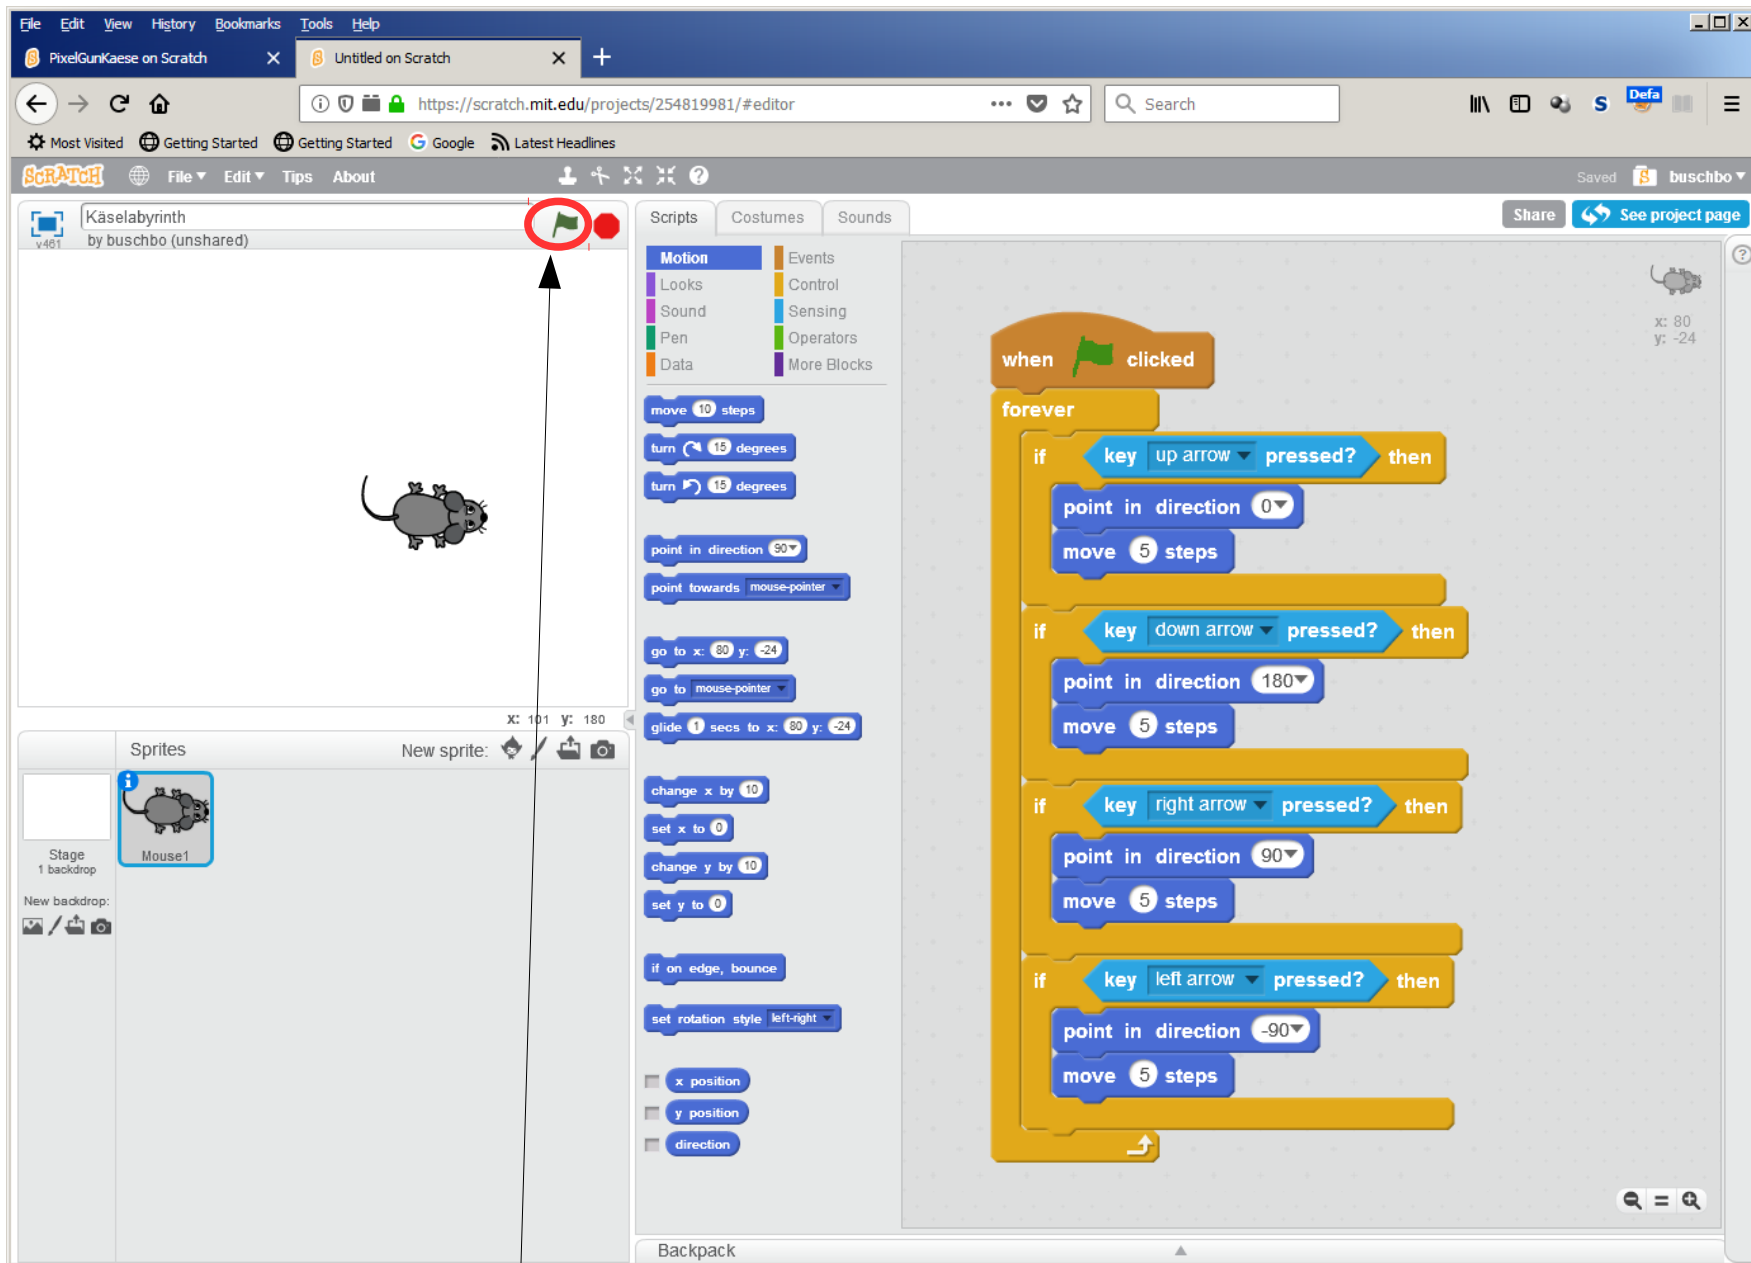 File Edit View History Bookmarks Tools Help
PixelGunKaese on Scratch
Untitled on Scratch
https://scratch.mit.edu/projects/254819981/#editor
Search
Defa
Most Visited Getting Started Getting Started Google Latest Headlines
SCRATCH File Edit Tips About
Saved buschbo
v461
Käselabyrinth
by buschbo (unshared)
Scripts Costumes Sounds
Share See project page
Motion Events
Looks Control
Sound Sensing
Pen Operators
Data More Blocks
move 10 steps
turn 15 degrees
turn 15 degrees
point in direction 90
point towards mouse-pointer
go to x: 80 y: -24
go to mouse-pointer
glide 1 secs to x: 80 y: -24
change x by 10
set x to 0
change y by 10
set y to 0
if on edge, bounce
set rotation style left-right
x position
y position
direction
x: 80
y: -24
when clicked
forever
if key up arrow pressed? then
point in direction 0
move 5 steps
if key down arrow pressed? then
point in direction 180
move 5 steps
if key right arrow pressed? then
point in direction 90
move 5 steps
if key left arrow pressed? then
point in direction -90
move 5 steps
X: 101 y: 180
Sprites New sprite:
Stage
1 backdrop
Mouse1
New backdrop:
Backpack